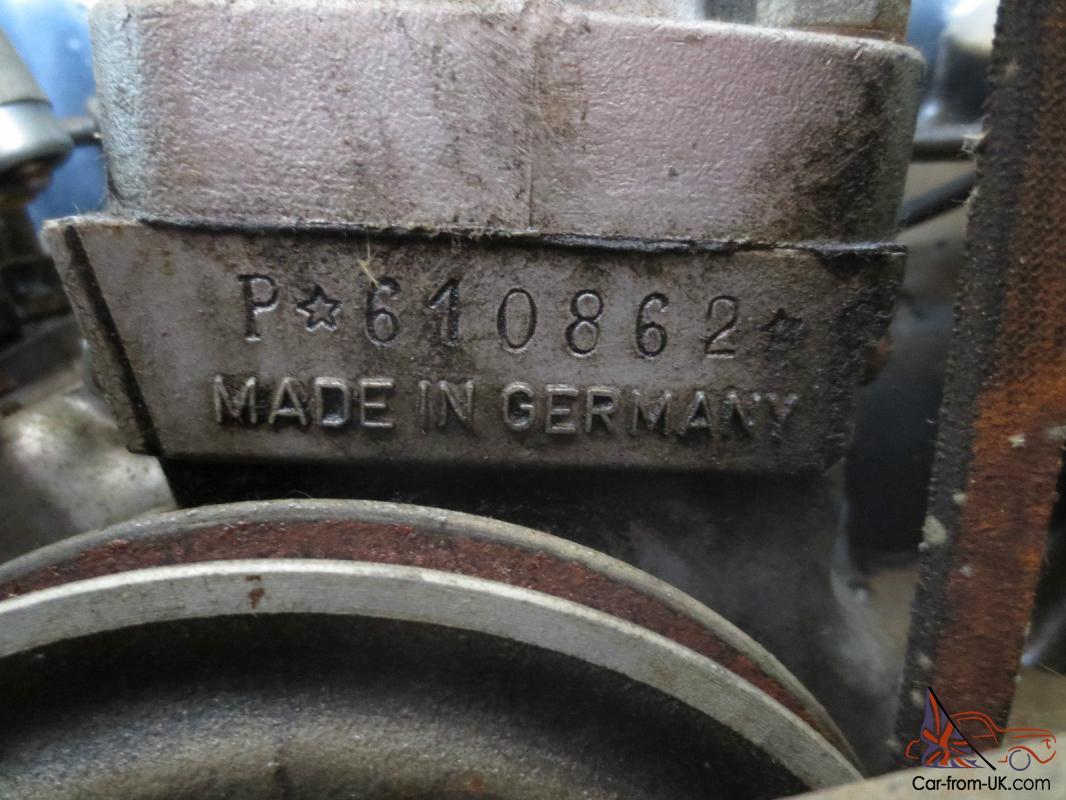 P☆610862☆
MADE IN GERMANY
Car-from-UK.com